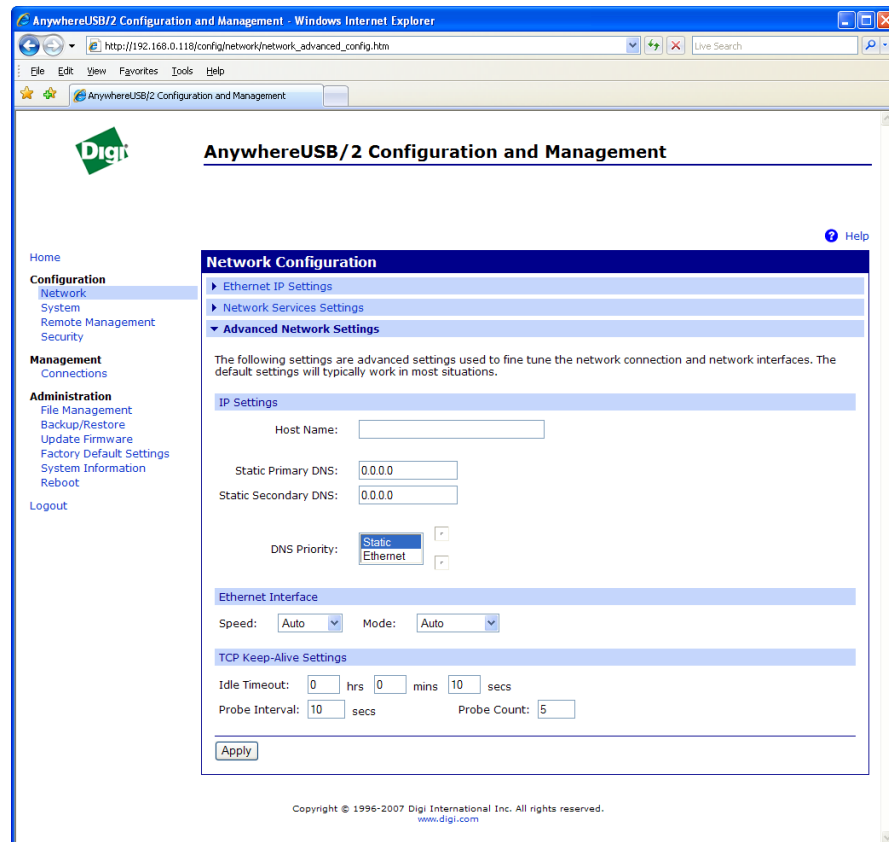 AnywhereUSB/2 Configuration and Management - Windows Internet Explorer
http://192.168.0.118/config/network/network_advanced_config.htm
Live Search
File Edit View Favorites Tools Help
AnywhereUSB/2 Configuration and Management
Digi
AnywhereUSB/2 Configuration and Management
? Help
Home
Configuration
Network
System
Remote Management
Security
Management
Connections
Administration
File Management
Backup/Restore
Update Firmware
Factory Default Settings
System Information
Reboot
Logout
Network Configuration
Ethernet IP Settings
Network Services Settings
Advanced Network Settings
The following settings are advanced settings used to fine tune the network connection and network interfaces. The
default settings will typically work in most situations.
IP Settings
Host Name:
Static Primary DNS: 0.0.0.0
Static Secondary DNS: 0.0.0.0
DNS Priority: Static
Ethernet
Ethernet Interface
Speed: Auto Mode: Auto
TCP Keep-Alive Settings
Idle Timeout: 0 hrs 0 mins 10 secs
Probe Interval: 10 secs Probe Count: 5
Apply
Copyright © 1996-2007 Digi International Inc. All rights reserved.
www.digi.com